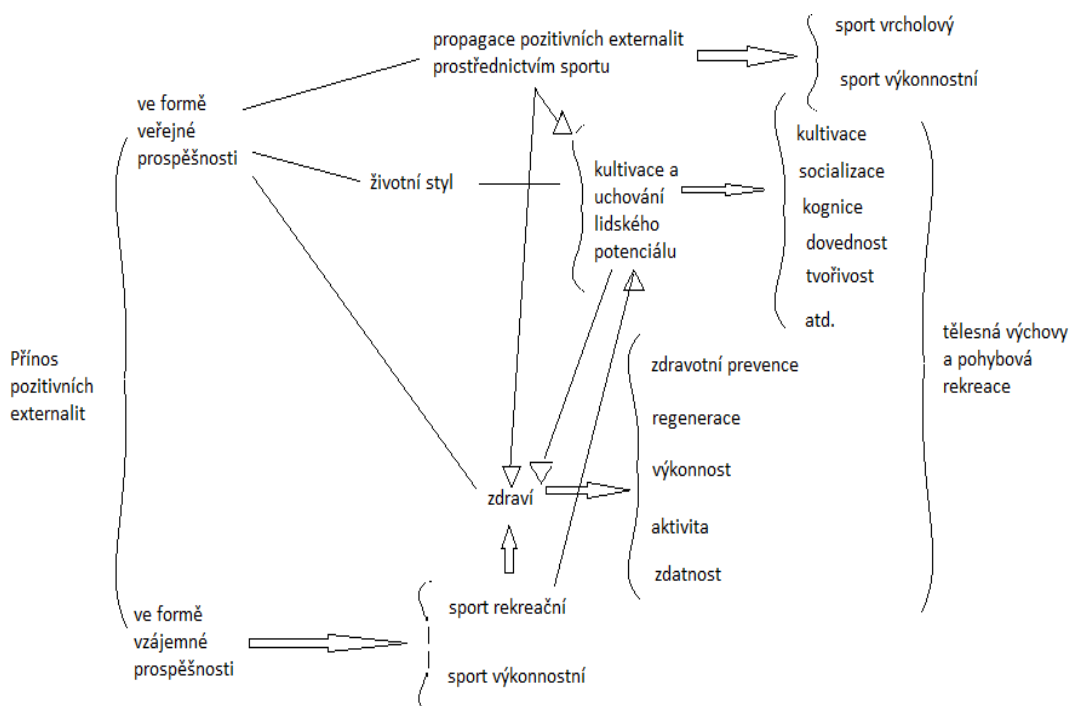 propagace pozitivních externalit
prostřednictvím sportu
sport vrcholový
sport výkonnostní
ve formě
veřejné
prospěšnosti
životní styl
kultivace a
uchování
lidského
potenciálu
kultivace
socializace
kognice
dovednost
tvořivost
atd.
Přínos
pozitivních
externalit
tělesná výchovy
a pohybová
rekreace
zdravotní prevence
regenerace
výkonnost
aktivita
zdatnost
zdraví
ve formě
vzájemné
prospěšnosti
sport rekreační
sport výkonnostní